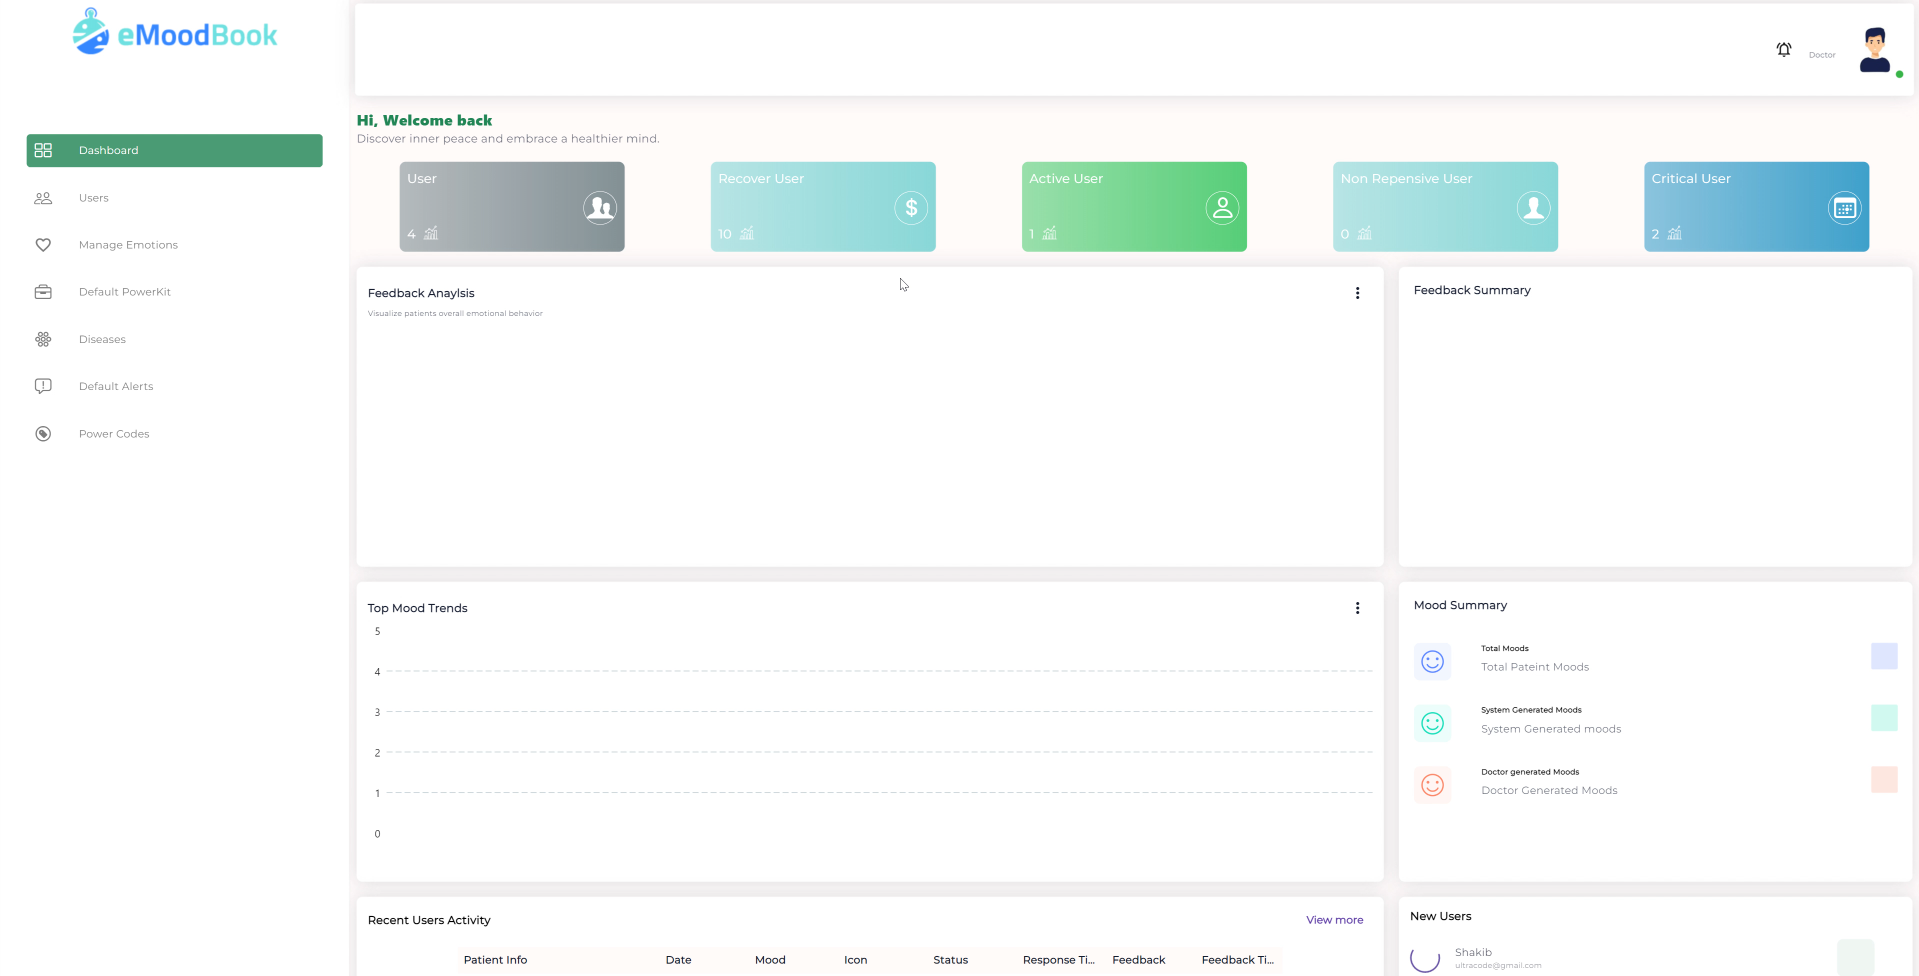 eMoodBook
Doctor
Hi, Welcome back
Discover inner peace and embrace a healthier mind.
Dashboard
Users
Manage Emotions
Default PowerKit
Diseases
Default Alerts
Power Codes
User
4
Recover User
$
10
Active User
1
Non Repensive User
0
Critical User
2
Feedback Anaylsis
Visualize patients overall emotional behavior
Feedback Summary
Top Mood Trends
5
4
3
2
1
0
Mood Summary
Total Moods
Total Pateint Moods
System Generated Moods
System Generated moods
Doctor generated Moods
Doctor Generated Moods
Recent Users Activity
View more
Patient Info Date Mood Icon Status Response Ti... Feedback Feedback Ti...
New Users
Shakib
ultracode@gmail.com